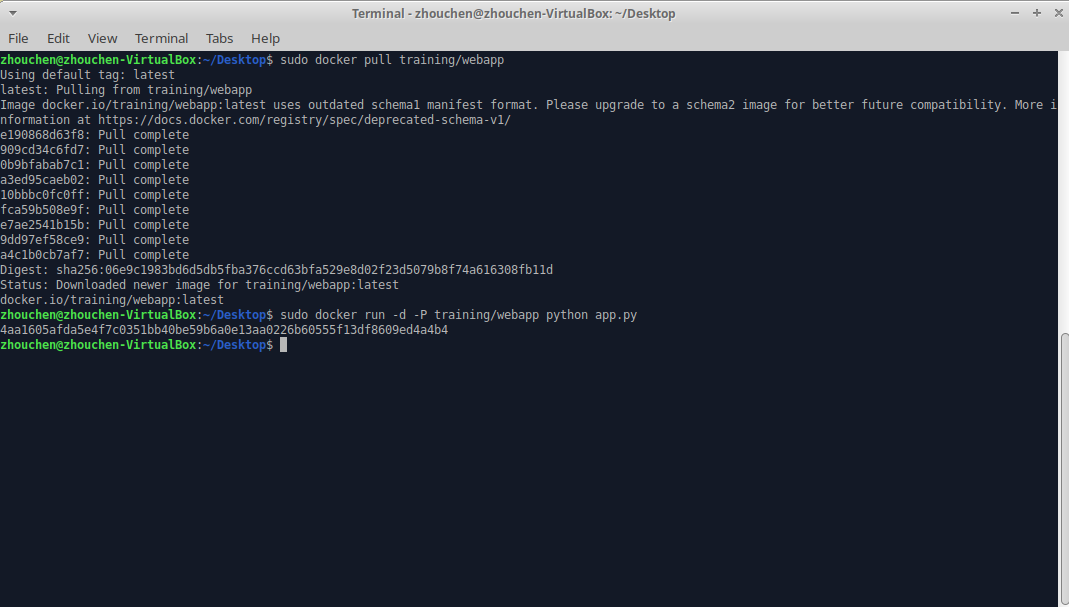 Terminal - zhouchen@zhouchen-VirtualBox: ~/Desktop
File Edit View Terminal Tabs Help
zhouchen@zhouchen-VirtualBox:~/Desktop$ sudo docker pull training/webapp
Using default tag: latest
latest: Pulling from training/webapp
Image docker.io/training/webapp:latest uses outdated schema1 manifest format. Please upgrade to a schema2 image for better future compatibility. More i
nformation at https://docs.docker.com/registry/spec/deprecated-schema-v1/
e190868d63f8: Pull complete
909cd34c6fd7: Pull complete
0b9bfabab7c1: Pull complete
a3ed95caeb02: Pull complete
10bbbc0fc0ff: Pull complete
fca59b508e9f: Pull complete
e7ae2541b15b: Pull complete
9dd97ef58ce9: Pull complete
a4c1b0cb7af7: Pull complete
Digest: sha256:06e9c1983bd6d5db5fba376ccd63bfa529e8d02f23d5079b8f74a616308fb11d
Status: Downloaded newer image for training/webapp:latest
docker.io/training/webapp:latest
zhouchen@zhouchen-VirtualBox:~/Desktop$ sudo docker run -d -P training/webapp python app.py
4aa1605afda5e4f7c0351bb40be59b6a0e13aa0226b60555f13df8609ed4a4b4
zhouchen@zhouchen-VirtualBox:~/Desktop$